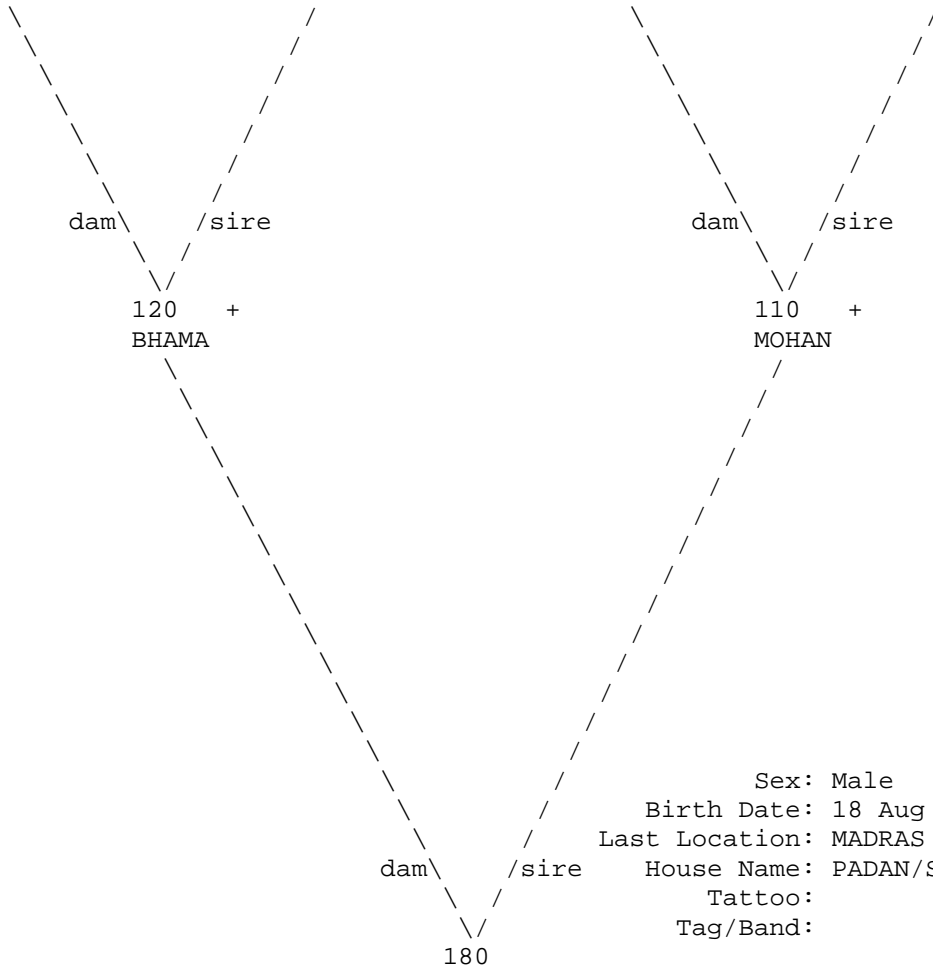 dam sire dam sire
120 + 110 +
BHAMA MOHAN
Sex: Male
Birth Date: 18 Aug
Last Location: MADRAS
dam sire House Name: PADAN/S
Tattoo:
Tag/Band:
180